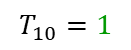 T₁₀ = 1